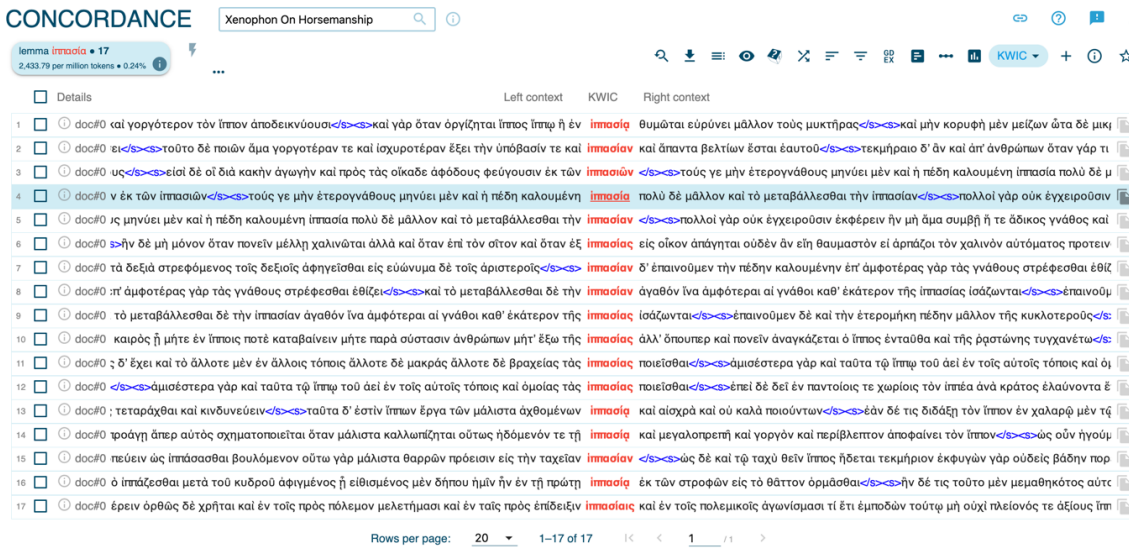 CONCORDANCE
Xenophon On Horsemanship
lemma ἱππασία • 17
2,433.79 per million tokens • 0.24%
GD EX
KWIC
Details Left context KWIC Right context
1 doc#0 καὶ γοργότερον τὸν ἵππον ἀποδεικνύουσι</s><s>καὶ γὰρ ὅταν ὀργίζηται ἵππος ἵππῳ ἢ ἐν ἱππασίᾳ θυμῶται εὐρύνει μᾶλλον τοὺς μυκτῆρας</s><s>καὶ μὴν κορυφὴ μὲν μείζων ὦτα δὲ μικρ
2 doc#0 ει</s><s>τοῦτο δὲ ποιῶν ἅμα γοργοτέραν τε καὶ ἰσχυροτέραν ἕξει τὴν ὑπόβασίν τε καὶ ἱππασίαν καὶ ἅπαντα βελτίων ἔσται ἑαυτοῦ</s><s>τεκμήραιο δ’ ἂν καὶ ἀπ’ ἀνθρώπων ὅταν γάρ τι
3 doc#0 υς</s><s>εἰσὶ δὲ οἳ διὰ κακὴν ἀγωγὴν καὶ πρὸς τὰς οἴκαδε ἀφόδους φεύγουσιν ἐκ τῶν ἱππασιῶν </s><s>τούς γε μὴν ἑτερογνάθους μηνύει μὲν καὶ ἡ πέδη καλουμένη ἱππασία πολὺ δὲ μ
4 doc#0 ν ἐκ τῶν ἱππασιῶν</s><s>τούς γε μὴν ἑτερογνάθους μηνύει μὲν καὶ ἡ πέδη καλουμένη ἱππασία πολὺ δὲ μᾶλλον καὶ τὸ μεταβάλλεσθαι τὴν ἱππασίαν</s><s>πολλοὶ γὰρ οὐκ ἐγχειροῦσιν
5 doc#0 υς μηνύει μὲν καὶ ἡ πέδη καλουμένη ἱππασία πολὺ δὲ μᾶλλον καὶ τὸ μεταβάλλεσθαι τὴν ἱππασίαν </s><s>πολλοὶ γὰρ οὐκ ἐγχειροῦσιν ἐκφέρειν ἢν μὴ ἅμα συμβῇ ἥ τε ἄδικος γνάθος καὶ
6 doc#0 s>ἢν δὲ μὴ μόνον ὅταν πονεῖν μέλλῃ χαλινῶται ἀλλὰ καὶ ὅταν ἐπὶ τὸν σῖτον καὶ ὅταν ἐξ ἱππασίας εἰς οἶκον ἀπάγηται οὐδὲν ἂν εἴη θαυμαστὸν εἰ ἁρπάζοι τὸν χαλινὸν αὐτόματος προτειν
7 doc#0 τὰ δεξιὰ στρεφόμενος τοῖς δεξιοῖς ἀφηγεῖσθαι εἰς εὐώνυμα δὲ τοῖς ἀριστεροῖς</s><s> ἱππασίαν δ’ ἐπαινοῦμεν τὴν πέδην καλουμένην ἐπ’ ἀμφοτέρας γὰρ τὰς γνάθους στρέφεσθαι ἐθίζ
8 doc#0 ἐπ’ ἀμφοτέρας γὰρ τὰς γνάθους στρέφεσθαι ἐθίζει</s><s>καὶ τὸ μεταβάλλεσθαι δὲ τὴν ἱππασίαν ἀγαθὸν ἵνα ἀμφότεραι αἱ γνάθοι καθ’ ἑκάτερον τῆς ἱππασίας ἰσάζωνται</s><s>ἐπαινοῦμ
9 doc#0 τὸ μεταβάλλεσθαι δὲ τὴν ἱππασίαν ἀγαθὸν ἵνα ἀμφότεραι αἱ γνάθοι καθ’ ἑκάτερον τῆς ἱππασίας ἰσάζωνται</s><s>ἐπαινοῦμεν δὲ καὶ τὴν ἑτερομήκη πέδην μᾶλλον τῆς κυκλοτεροῦς</s>
10 doc#0 καιρὸς ᾖ μήτε ἐν ἵπποις ποτὲ καταβαίνειν μήτε παρὰ σύστασιν ἀνθρώπων μήτ’ ἔξω τῆς ἱππασίας ἀλλ’ ὅπουπερ καὶ πονεῖν ἀναγκάζεται ὁ ἵππος ἐνταῦθα καὶ τῆς ῥᾳστώνης τυγχανέτω</s>
11 doc#0 ς δ’ ἔχει καὶ τὸ ἄλλοτε μὲν ἐν ἄλλοις τόποις ἄλλοτε δὲ μακρὰς ἄλλοτε δὲ βραχείας τὰς ἱππασίας ποιεῖσθαι</s><s>ἀμισέστερα γὰρ καὶ ταῦτα τῷ ἵππῳ τοῦ ἀεὶ ἐν τοῖς αὐτοῖς τόποις καὶ ὁμ
12 doc#0 </s><s>ἀμισέστερα γὰρ καὶ ταῦτα τῷ ἵππῳ τοῦ ἀεὶ ἐν τοῖς αὐτοῖς τόποις καὶ ὁμοίας τὰς ἱππασίας ποιεῖσθαι</s><s>ἐπεὶ δὲ δεῖ ἐν παντοίοις τε χωρίοις τὸν ἱππέα ἀνὰ κράτος ἐλαύνοντα ἔ
13 doc#0 τεταράχθαι καὶ κινδυνεύειν</s><s>ταῦτα δ’ ἐστὶν ἵππων ἔργα τῶν μάλιστα ἀχθομένων ἱππασίᾳ καὶ αἰσχρὰ καὶ οὐ καλὰ ποιούντων</s><s>ἐὰν δέ τις διδάξῃ τὸν ἵππον ἐν χαλαρῷ μὲν τῷ
14 doc#0 προάγῃ ἅπερ αὐτὸς σχηματοποιεῖται ὅταν μάλιστα καλλωπίζηται οὕτως ἡδόμενόν τε τῇ ἱππασίᾳ καὶ μεγαλοπρεπῆ καὶ γοργὸν καὶ περίβλεπτον ἀποφαίνει τὸν ἵππον</s><s>ὡς οὖν ἡγούμ
15 doc#0 πεύειν ὡς ἱππάσασθαι βουλόμενον οὕτω γὰρ μάλιστα θαρρῶν πρόεισιν εἰς τὴν ταχεῖαν ἱππασίαν </s><s>ὡς δὲ καὶ τῷ ταχὺ θεῖν ἵππος ἥδεται τεκμήριον ἐκφυγὼν γὰρ οὐδεὶς βάδην πορ
16 doc#0 ὸ ἱππάζεσθαι μετὰ τοῦ κυδροῦ ἀφιγμένος ᾗ εἰθισμένος μὲν δήπου ἡμῖν ἦν ἐν τῇ πρώτῃ ἱππασίᾳ ἐκ τῶν στροφῶν εἰς τὸ θᾶττον ὁρμᾶσθαι</s><s>ἢν δέ τις τοῦτο μὲν μεμαθηκότος αὐτο
17 doc#0 έρειν ὀρθῶς δὲ χρῆται καὶ ἐν τοῖς πρὸς πόλεμον μελετήμασι καὶ ἐν ταῖς πρὸς ἐπίδειξιν ἱππασίαις καὶ ἐν τοῖς πολεμικοῖς ἀγωνίσμασι τί ἔτι ἐμποδὼν τούτῳ μὴ οὐχὶ πλείονός τε ἀξίους ἵππ
Rows per page: 20 1–17 of 17 1 / 1